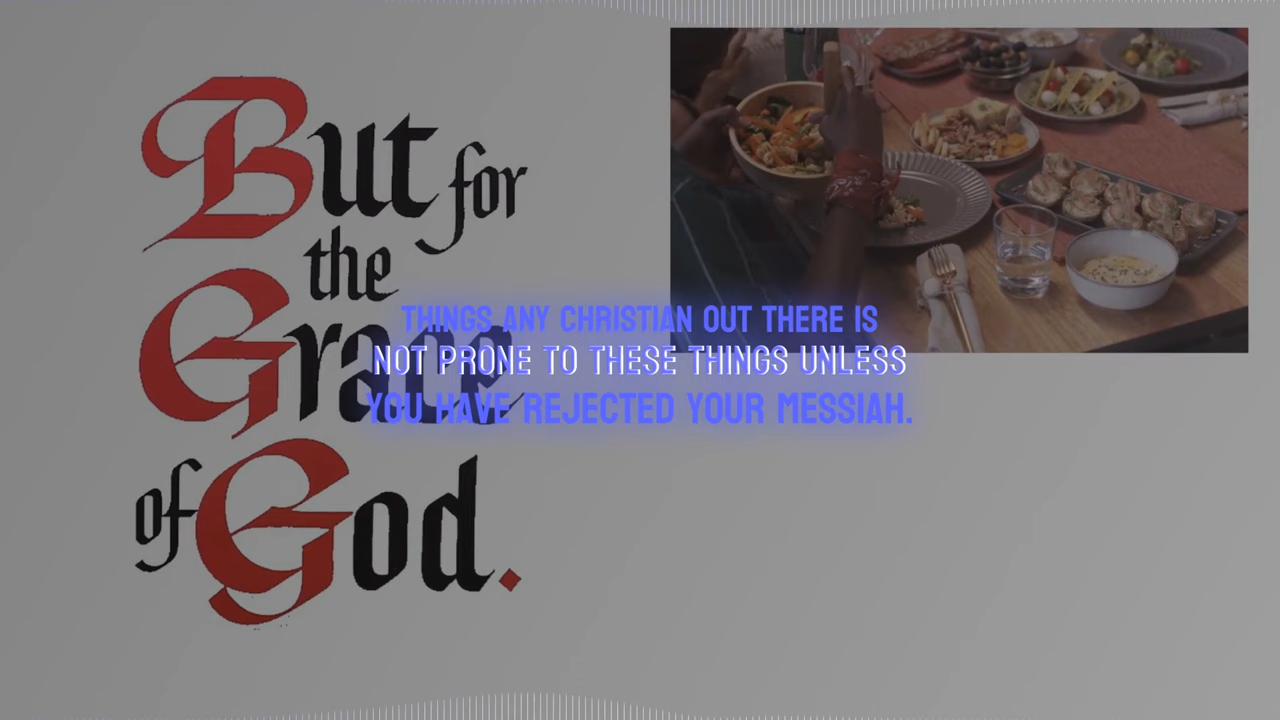 But for
the
Grace
of God.
THINGS ANY CHRISTIAN OUT THERE IS
NOT PRONE TO THESE THINGS UNLESS
YOU HAVE REJECTED YOUR MESSIAH.